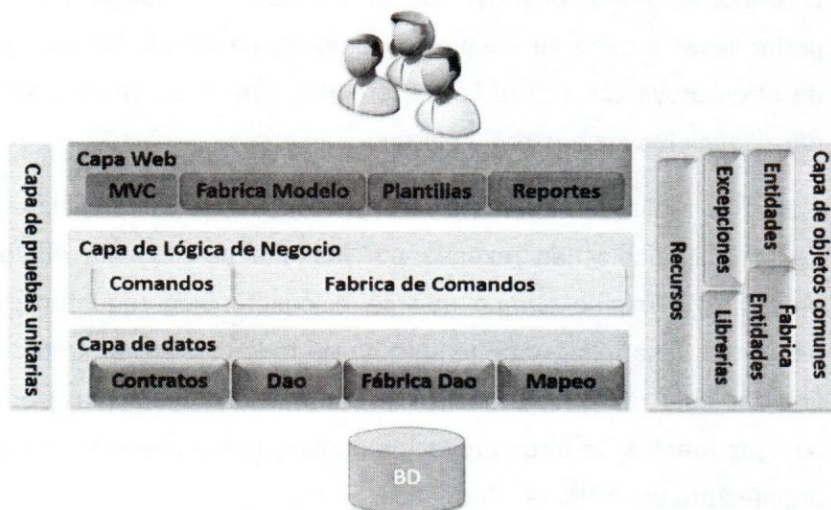 Capa de pruebas unitarias
Capa Web
MVC
Fabrica Modelo
Plantillas
Reportes
Capa de Lógica de Negocio
Comandos
Fabrica de Comandos
Capa de datos
Contratos
Dao
Fábrica Dao
Mapeo
BD
Recursos
Excepciones
Librerías
Entidades
Fabrica
Entidades
Capa de objetos comunes